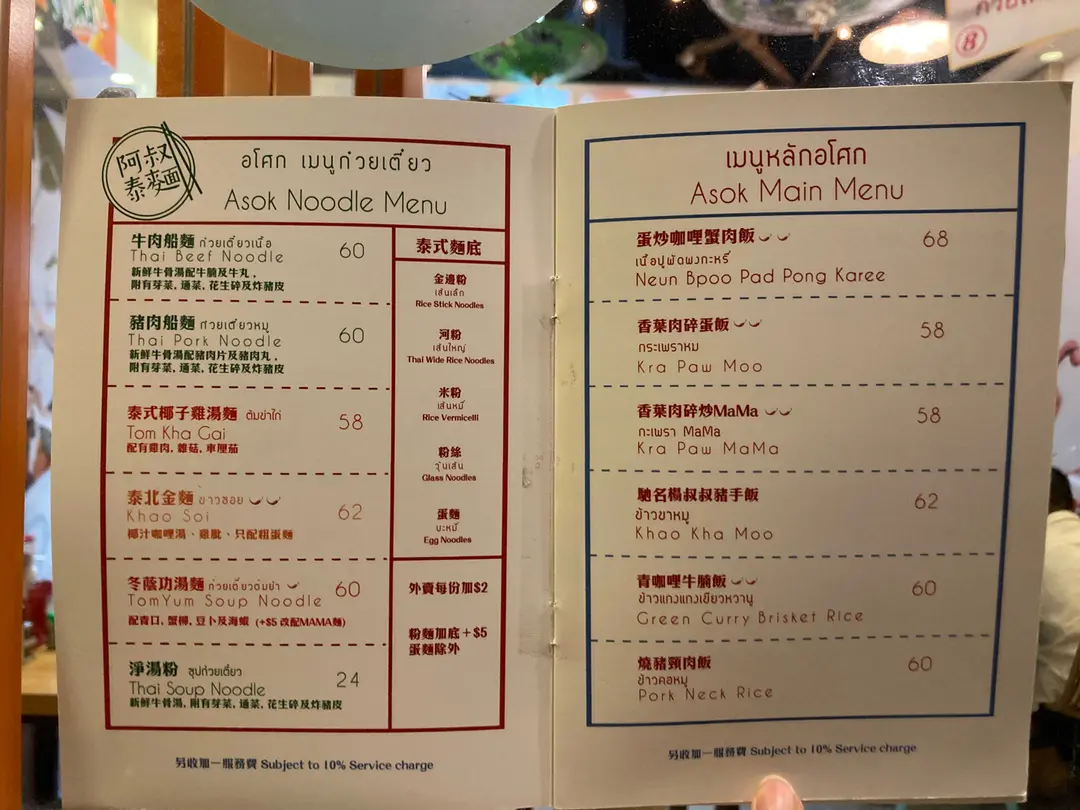 阿叔
泰麵
อโศก เมนูก๋วยเตี๋ยว
Asok Noodle Menu
牛肉船麵 ก๋วยเตี๋ยวเนื้อ 60
Thai Beef Noodle
新鮮牛骨湯配牛腩及牛丸,
附有芽菜, 通菜, 花生碎及炸豬皮
豬肉船麵 ก๋วยเตี๋ยวหมู 60
Thai Pork Noodle
新鮮牛骨湯配豬肉片及豬肉丸,
附有芽菜, 通菜, 花生碎及炸豬皮
泰式椰子雞湯麵 ต้มข่าไก่ 58
Tom Kha Gai
配有雞肉, 雜菇, 車厘茄
泰北金麵 ข้าวซอย 62
Khao Soi
椰汁咖哩湯、雞髀、只配粗蛋麵
冬蔭功湯麵 ก๋วยเตี๋ยวต้มยำ 60
TomYum Soup Noodle
配青口, 蟹柳, 豆卜及海蝦 (+$5 改配MAMA麵)
淨湯粉 ซุปก๋วยเตี๋ยว 24
Thai Soup Noodle
新鮮牛骨湯, 附有芽菜, 通菜, 花生碎及炸豬皮
泰式麵底
金邊粉
เส้นเล็ก
Rice Stick Noodles
河粉
เส้นใหญ่
Thai Wide Rice Noodles
米粉
เส้นหมี่
Rice Vermicelli
粉絲
วุ้นเส้น
Glass Noodles
蛋麵
บะหมี่
Egg Noodles
外賣每份加$2
粉麵加底+$5
蛋麵除外
另收加一服務費 Subject to 10% Service charge
เมนูหลักอโศก
Asok Main Menu
蛋炒咖哩蟹肉飯 68
เนื้อปูผัดผงกะหรี่
Neun Bpoo Pad Pong Karee
香葉肉碎蛋飯 58
กระเพราหม
Kra Paw Moo
香葉肉碎炒MaMa 58
กะเพรา MaMa
Kra Paw MaMa
馳名楊叔叔豬手飯 62
ข้าวขาหมู
Khao Kha Moo
青咖哩牛腩飯 60
ข้าวแกงแกงเขียวหวาน
Green Curry Brisket Rice
燒豬頸肉飯 60
ข้าวคอหมู
Pork Neck Rice
另收加一服務費 Subject to 10% Service charge
8